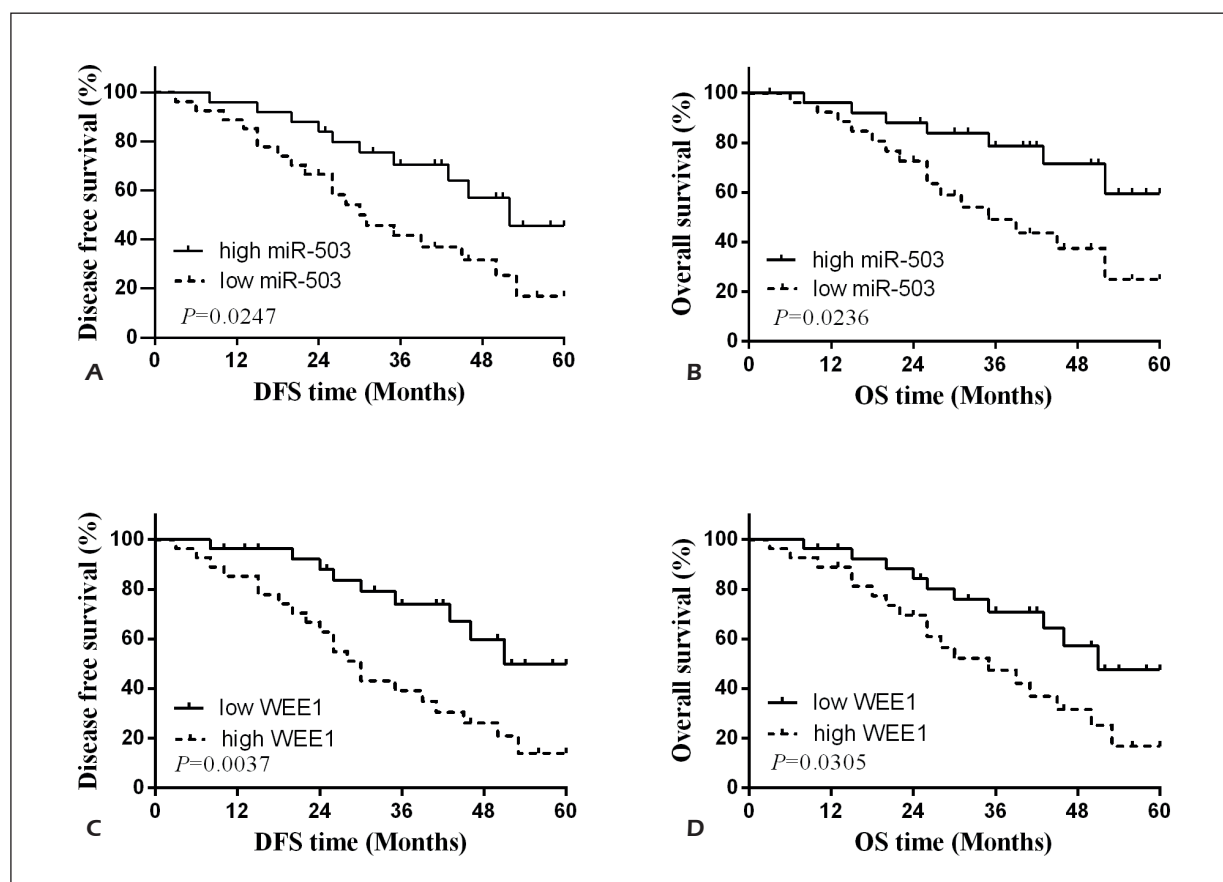 Disease free survival (%)
100
80
60
40
20
0
high miR-503
low miR-503
P=0.0247
0 12 24 36 48 60
DFS time (Months)
A
Overall survival (%)
100
80
60
40
20
0
high miR-503
low miR-503
P=0.0236
0 12 24 36 48 60
OS time (Months)
B
Disease free survival (%)
100
80
60
40
20
0
low WEE1
high WEE1
P=0.0037
0 12 24 36 48 60
DFS time (Months)
C
Overall survival (%)
100
80
60
40
20
0
low WEE1
high WEE1
P=0.0305
0 12 24 36 48 60
OS time (Months)
D